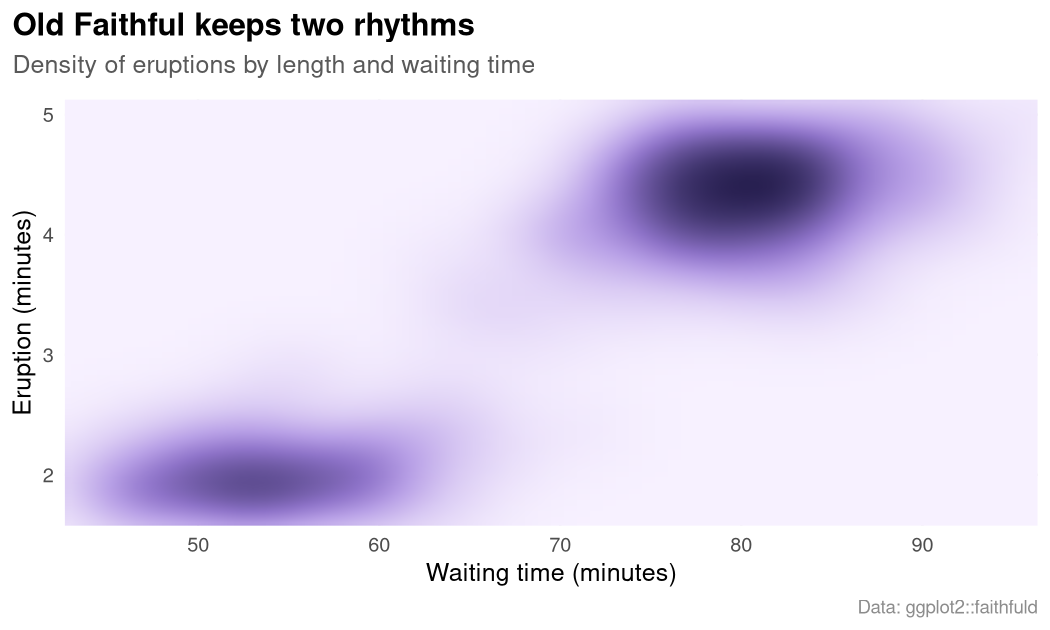 Old Faithful keeps two rhythms
Density of eruptions by length and waiting time
Eruption (minutes)
5
4
3
2
50 60 70 80 90
Waiting time (minutes)
Data: ggplot2::faithfuld